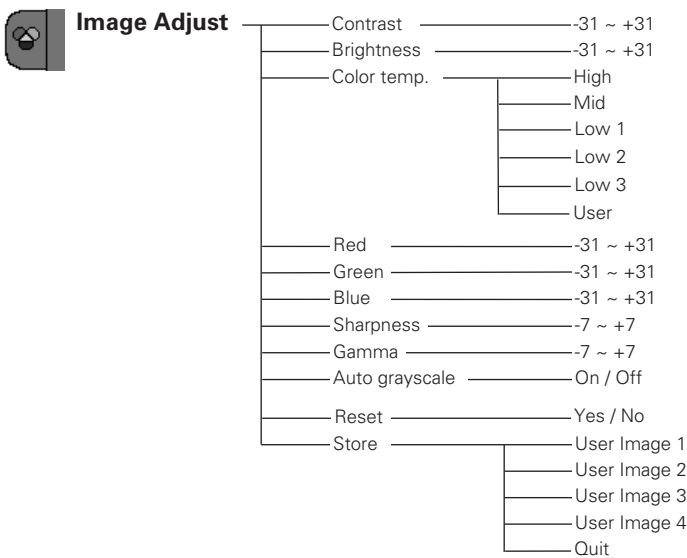 Image Adjust Contrast -31 ~ +31
Brightness -31 ~ +31
Color temp. High
Mid
Low 1
Low 2
Low 3
User
Red -31 ~ +31
Green -31 ~ +31
Blue -31 ~ +31
Sharpness -7 ~ +7
Gamma -7 ~ +7
Auto grayscale On / Off
Reset Yes / No
Store User Image 1
User Image 2
User Image 3
User Image 4
Quit